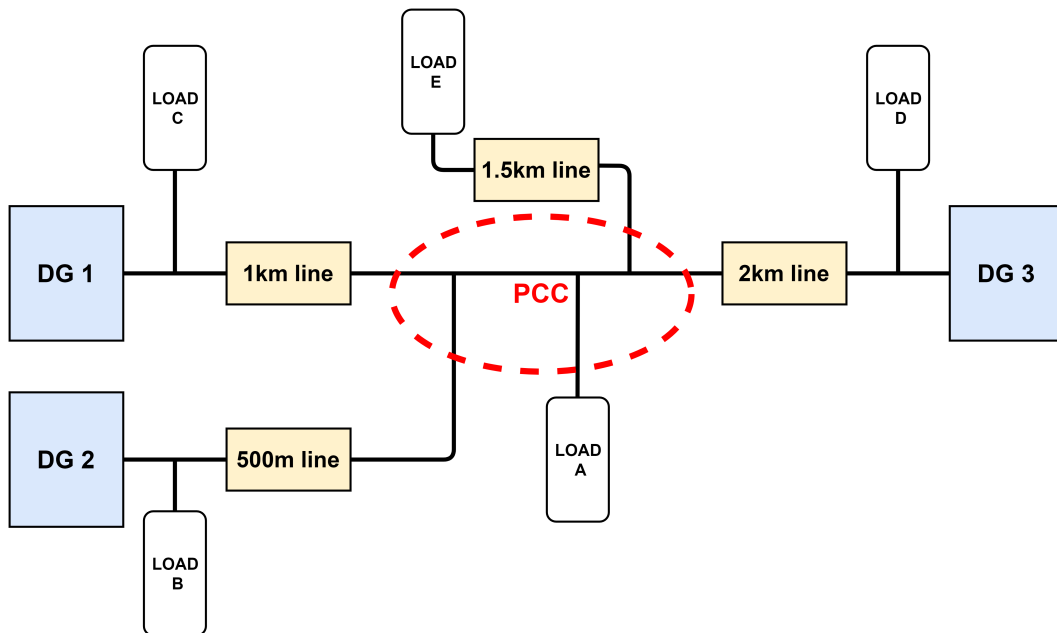 LOAD
E
LOAD
C
LOAD
D
1.5km line
DG 1
1km line
PCC
2km line
DG 3
DG 2
500m line
LOAD
A
LOAD
B